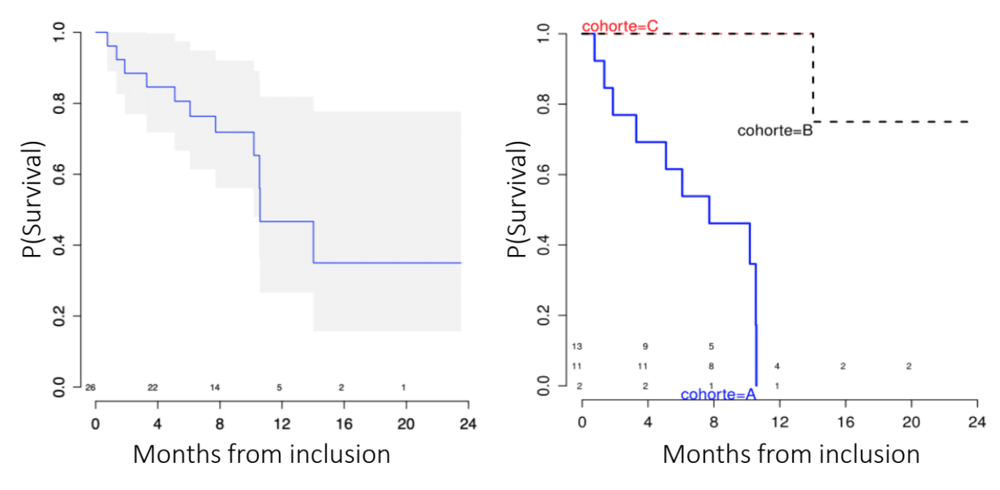 P(Survival)
1.0
0.8
0.6
0.4
0.2
0.0
26 22 14 5 2 1
0 4 8 12 16 20 24
Months from inclusion
P(Survival)
1.0
0.8
0.6
0.4
0.2
0.0
cohorte=C
cohorte=B
13 9 5
11 11 8 4 2 2
2 2 1 1
cohorte=A
0 4 8 12 16 20 24
Months from inclusion